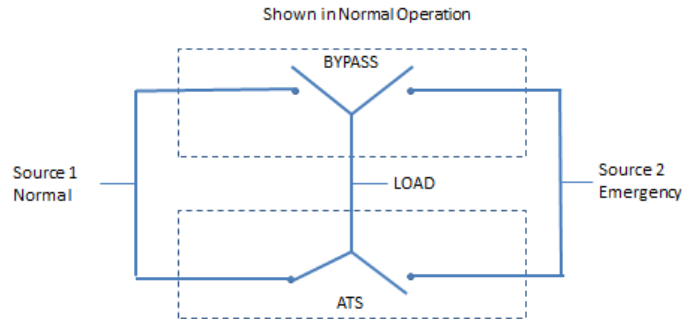 Shown in Normal Operation
BYPASS
Source 1
Normal
LOAD
Source 2
Emergency
ATS